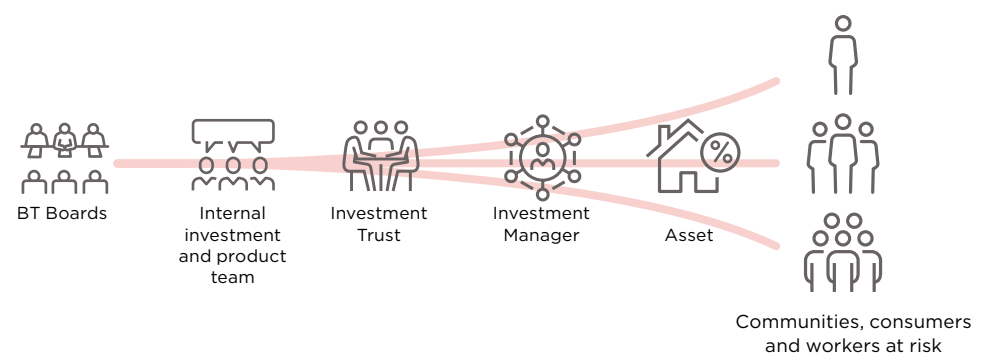 BT Boards
Internal
investment
and product
team
Investment
Trust
Investment
Manager
Asset
%
Communities, consumers
and workers at risk